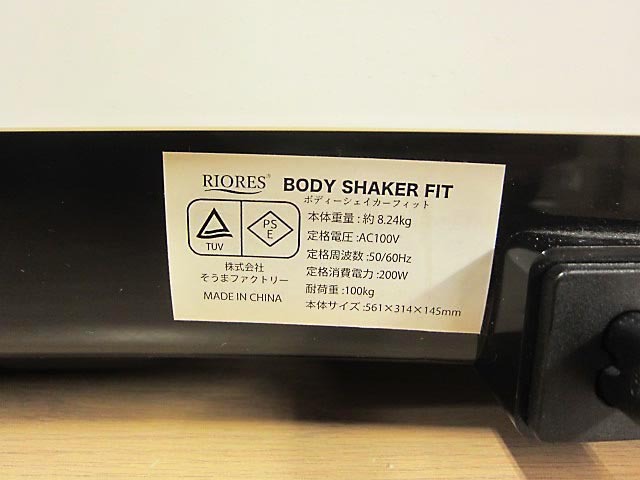 RIORES® BODY SHAKER FIT
ボディーシェイカーフィット
本体重量:約8.24kg
定格電圧:AC100V
定格周波数:50/60Hz
定格消費電力:200W
耐荷重:100kg
本体サイズ:561×314×145mm
TUV
PS
E
株式会社
そうまファクトリー
MADE IN CHINA